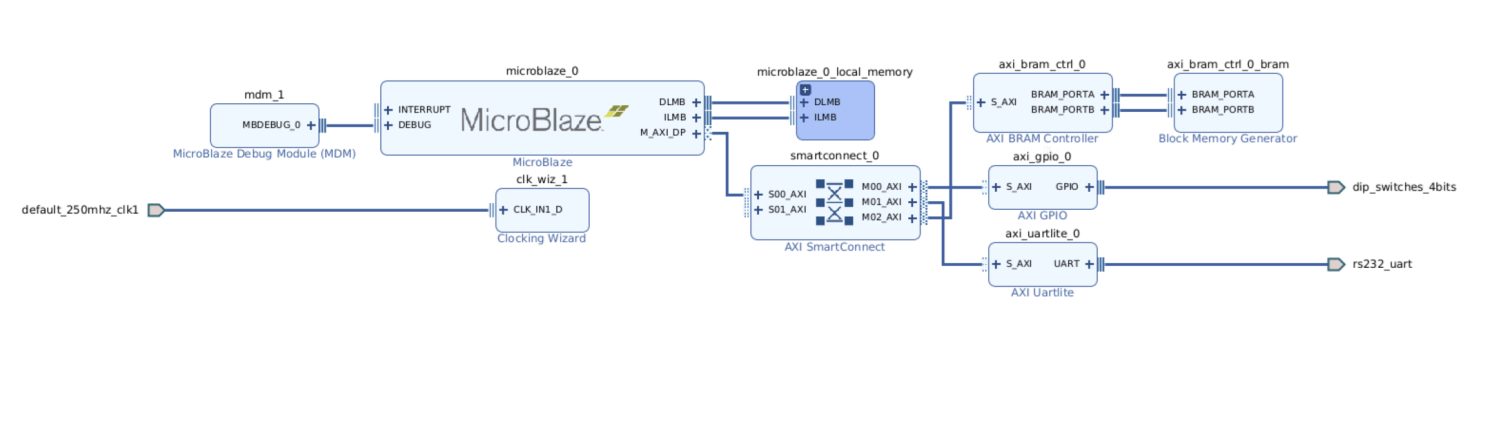 mdm_1
MBDEBUG_0
MicroBlaze Debug Module (MDM)
microblaze_0
INTERRUPT
DEBUG
MicroBlaze
DLMB
ILMB
M_AXI_DP
MicroBlaze
microblaze_0_local_memory
DLMB
ILMB
default_250mhz_clk1
clk_wiz_1
CLK_IN1_D
Clocking Wizard
smartconnect_0
S00_AXI
S01_AXI
M00_AXI
M01_AXI
M02_AXI
AXI SmartConnect
axi_bram_ctrl_0
S_AXI
BRAM_PORTA
BRAM_PORTB
AXI BRAM Controller
axi_bram_ctrl_0_bram
BRAM_PORTA
BRAM_PORTB
Block Memory Generator
axi_gpio_0
S_AXI
GPIO
AXI GPIO
dip_switches_4bits
axi_uartlite_0
S_AXI
UART
AXI Uartlite
rs232_uart